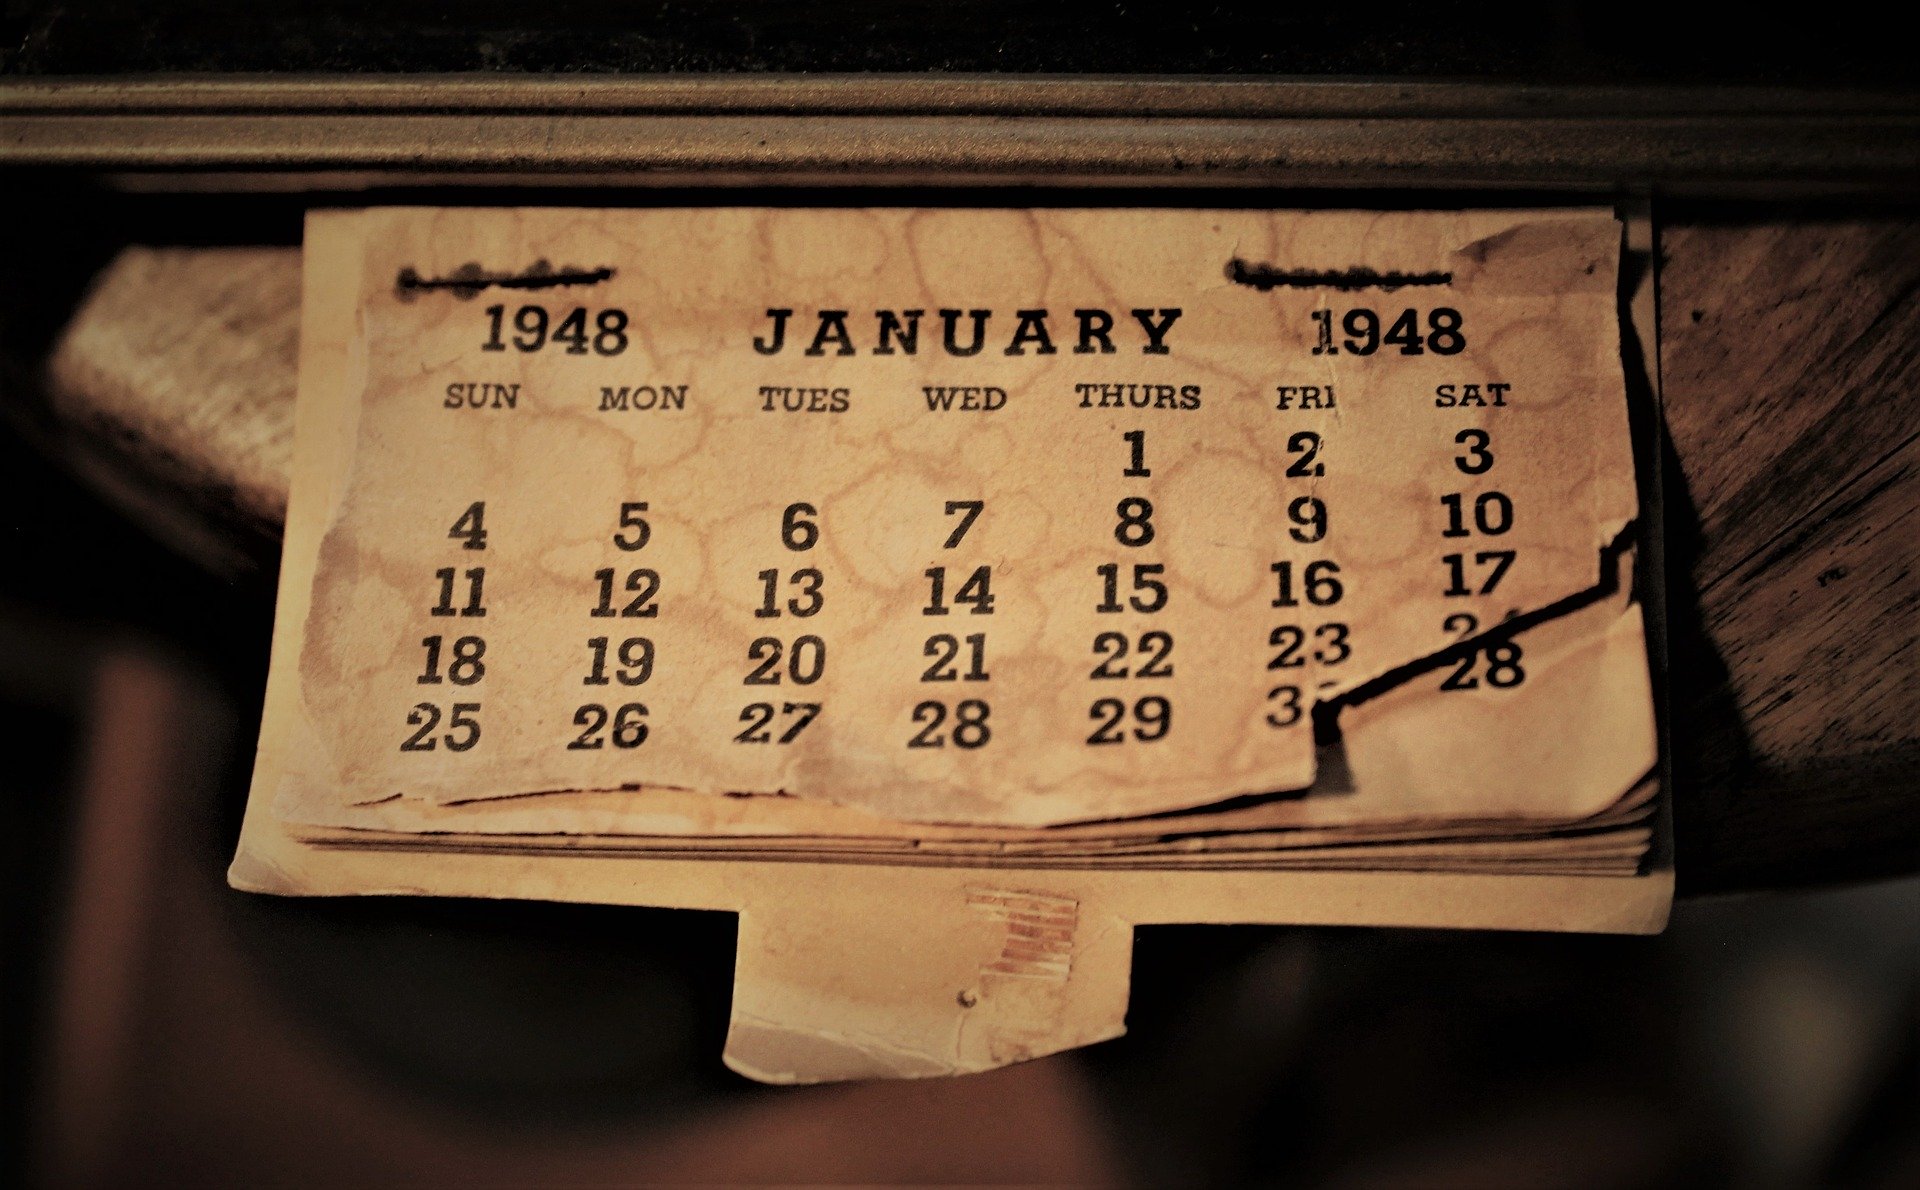 1948 JANUARY 1948
SUN MON TUES WED THURS FRI SAT
1 2 3
4 5 6 7 8 9 10
11 12 13 14 15 16 17
18 19 20 21 22 23
28
25 26 27 28 29